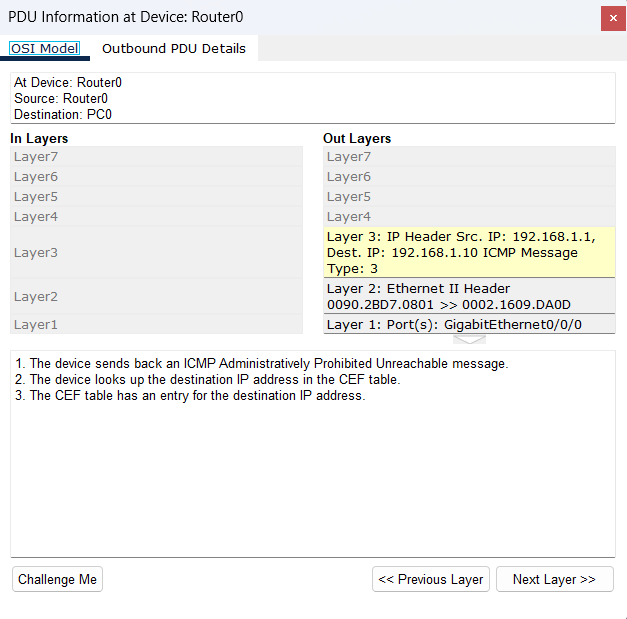 PDU Information at Device: Router0
×
OSI Model
Outbound PDU Details
At Device: Router0
Source: Router0
Destination: PC0
In Layers
Layer7
Layer6
Layer5
Layer4
Layer3
Layer2
Layer1
Out Layers
Layer7
Layer6
Layer5
Layer4
Layer 3: IP Header Src. IP: 192.168.1.1,
Dest. IP: 192.168.1.10 ICMP Message
Type: 3
Layer 2: Ethernet II Header
0090.2BD7.0801 >> 0002.1609.DA0D
Layer 1: Port(s): GigabitEthernet0/0/0
1. The device sends back an ICMP Administratively Prohibited Unreachable message.
2. The device looks up the destination IP address in the CEF table.
3. The CEF table has an entry for the destination IP address.
Challenge Me
<< Previous Layer
Next Layer >>